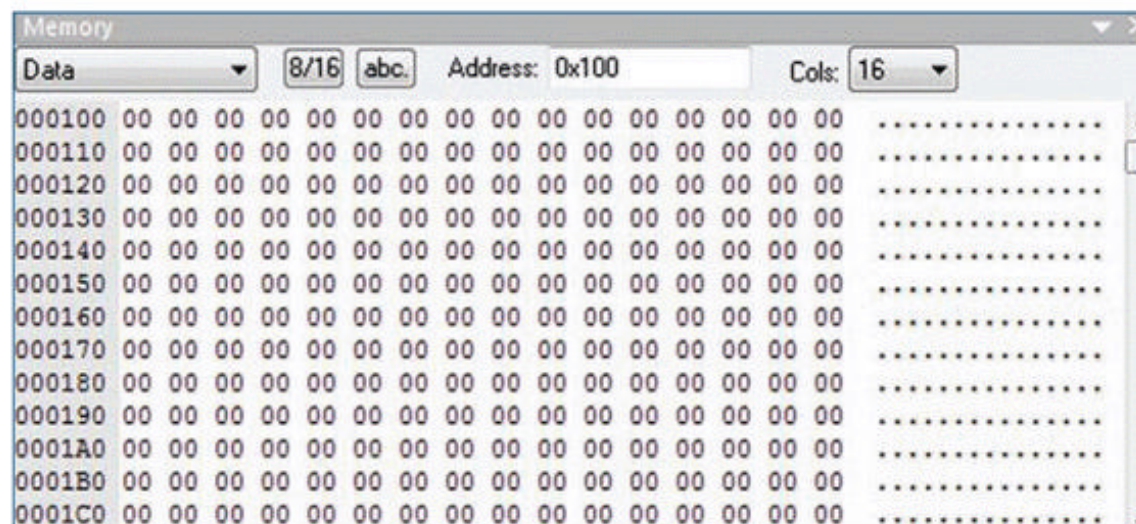 Memory
Data 8/16 abc. Address: 0x100 Cols: 16
000100 00 00 00 00 00 00 00 00 00 00 00 00 00 00 00 00 ...............
000110 00 00 00 00 00 00 00 00 00 00 00 00 00 00 00 00 ...............
000120 00 00 00 00 00 00 00 00 00 00 00 00 00 00 00 00 ...............
000130 00 00 00 00 00 00 00 00 00 00 00 00 00 00 00 00 ...............
000140 00 00 00 00 00 00 00 00 00 00 00 00 00 00 00 00 ...............
000150 00 00 00 00 00 00 00 00 00 00 00 00 00 00 00 00 ...............
000160 00 00 00 00 00 00 00 00 00 00 00 00 00 00 00 00 ...............
000170 00 00 00 00 00 00 00 00 00 00 00 00 00 00 00 00 ...............
000180 00 00 00 00 00 00 00 00 00 00 00 00 00 00 00 00 ...............
000190 00 00 00 00 00 00 00 00 00 00 00 00 00 00 00 00 ...............
0001A0 00 00 00 00 00 00 00 00 00 00 00 00 00 00 00 00 ...............
0001B0 00 00 00 00 00 00 00 00 00 00 00 00 00 00 00 00 ...............
0001C0 00 00 00 00 00 00 00 00 00 00 00 00 00 00 00 00 ...............